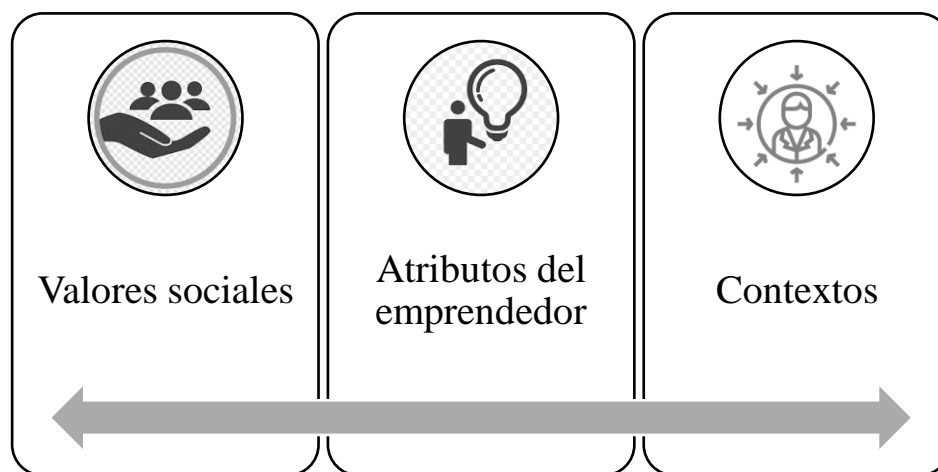 Valores sociales
Atributos del
emprendedor
Contextos